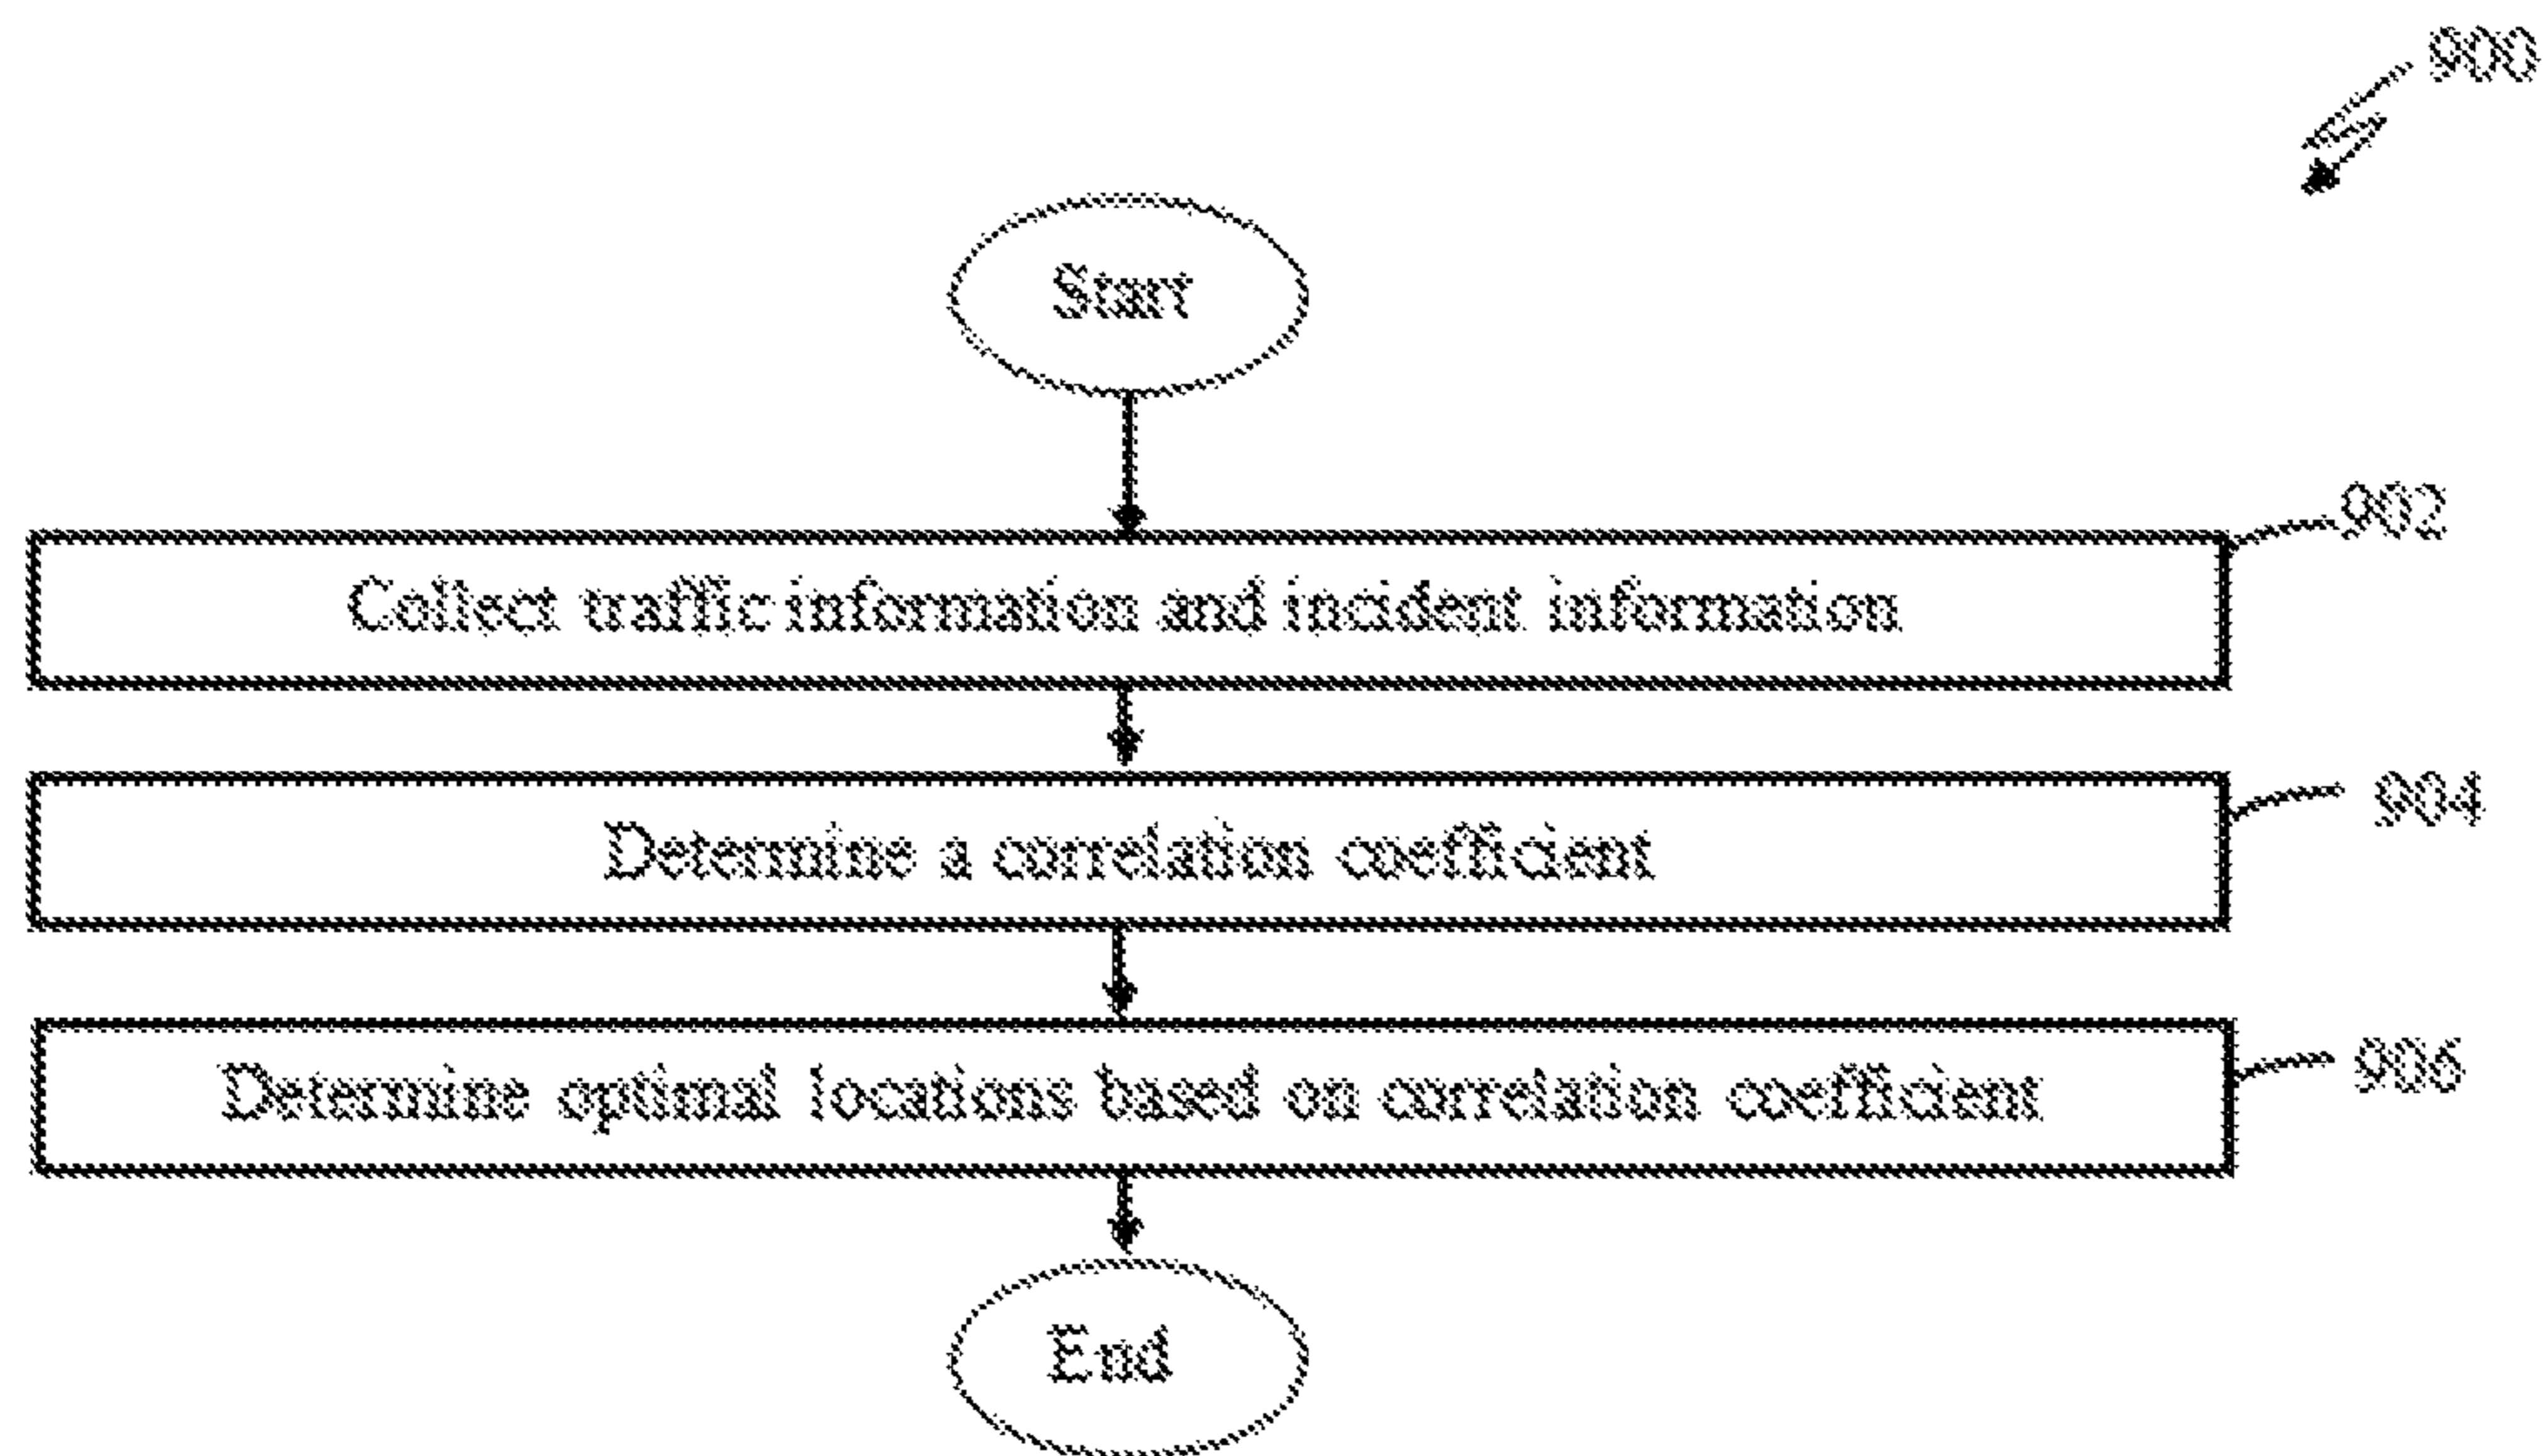 900
Start
902
Collect traffic information and incident information
904
Determine a correlation coefficient
906
Determine optimal locations based on correlation coefficient
End